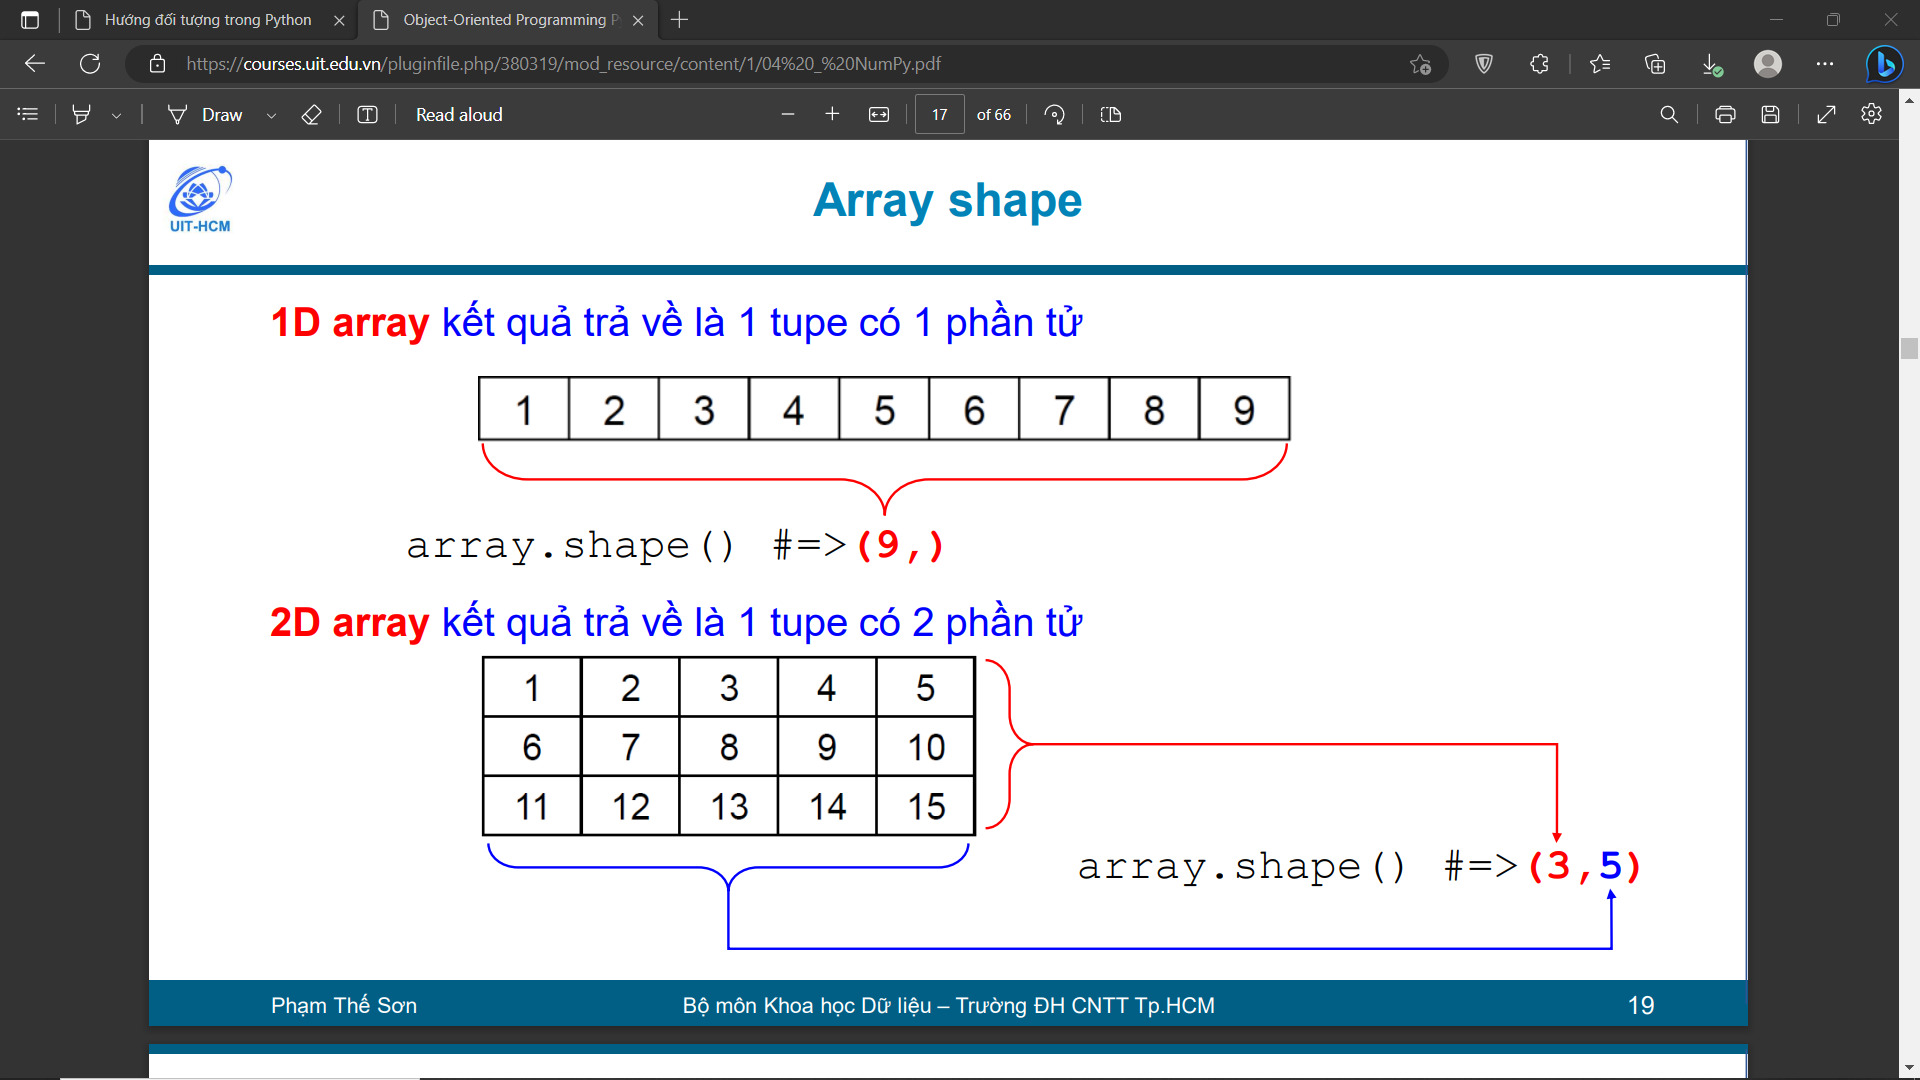 Hướng đối tượng trong Python
Object-Oriented Programming P
https://courses.uit.edu.vn/pluginfile.php/380319/mod_resource/content/1/04%20_%20NumPy.pdf
Draw
Read aloud
17
of 66
UIT-HCM
Array shape
1D array kết quả trả về là 1 tupe có 1 phần tử
1 2 3 4 5 6 7 8 9
array.shape() #=>(9,)
2D array kết quả trả về là 1 tupe có 2 phần tử
1 2 3 4 5
6 7 8 9 10
11 12 13 14 15
array.shape() #=>(3,5)
Phạm Thế Sơn
Bộ môn Khoa học Dữ liệu – Trường ĐH CNTT Tp.HCM
19